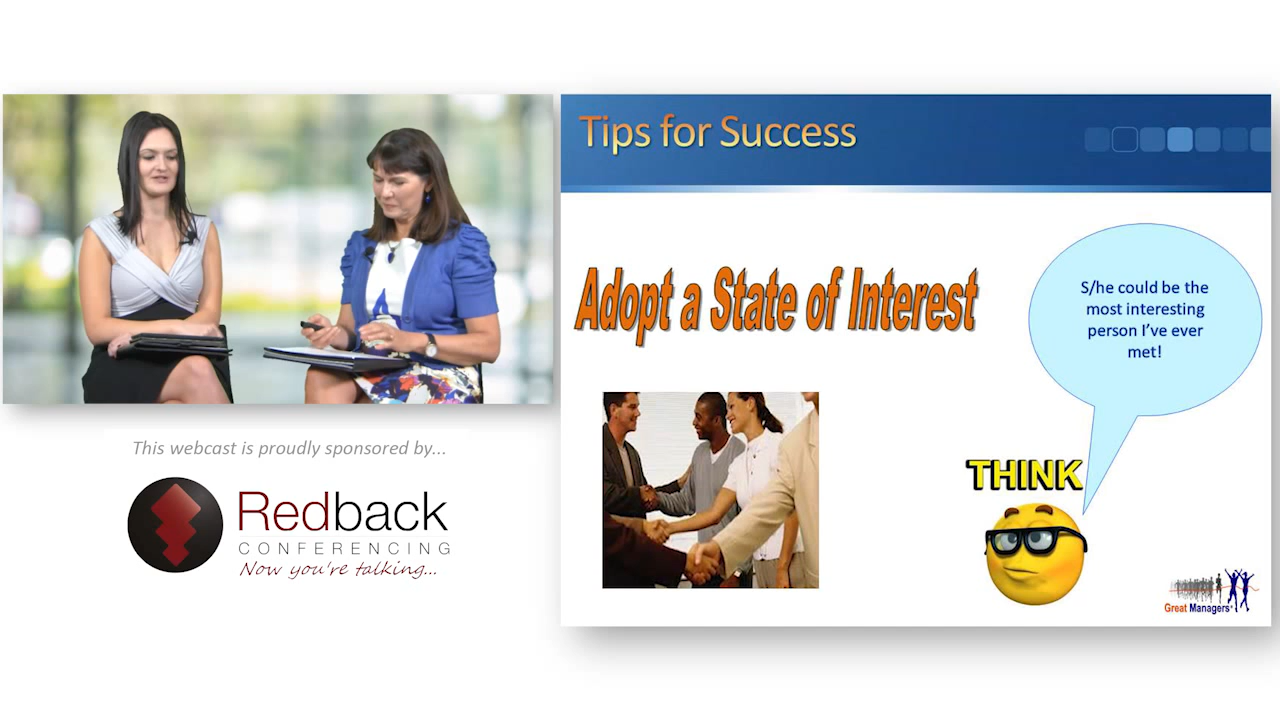 Tips for Success
Adopt a State of Interest
S/he could be the
most interesting
person I've ever
met!
THINK
Great Managers®
This webcast is proudly sponsored by...
Redback
CONFERENCING
Now you're talking...